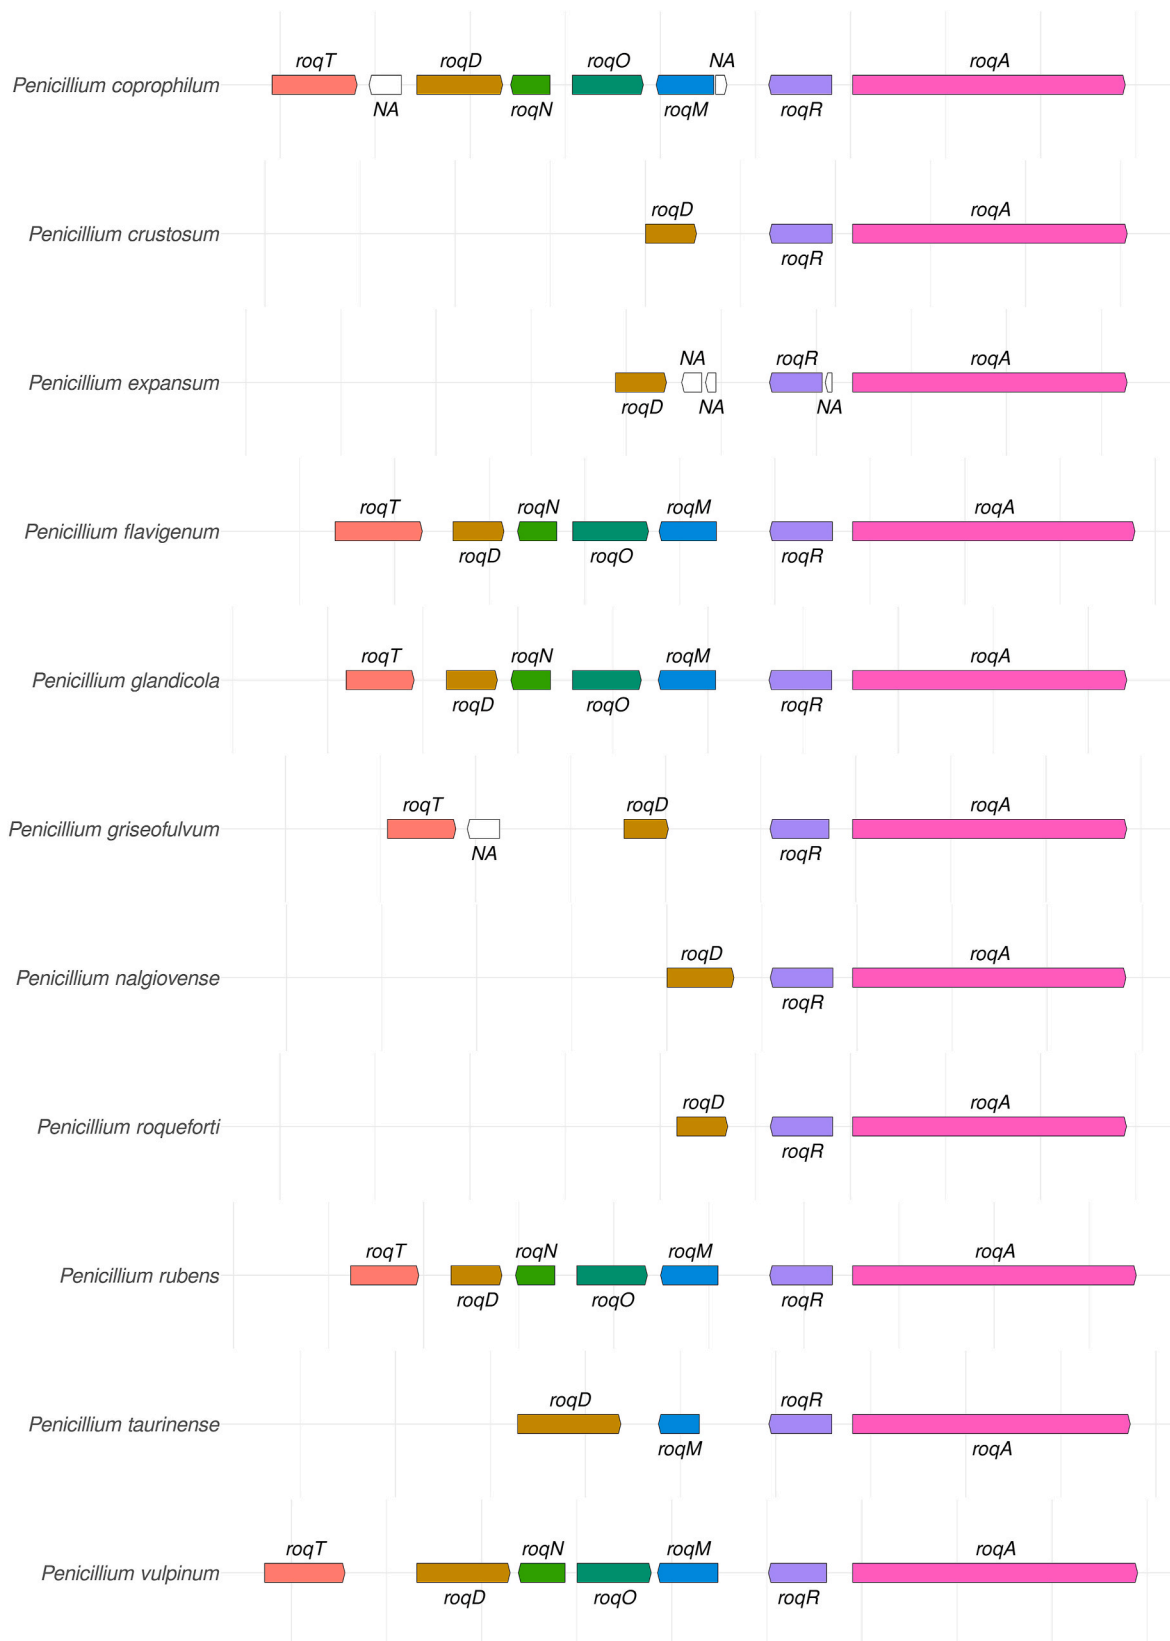 roqT roqD roqO NA roqA
Penicillium coprophilum
NA roqN roqM roqR
roqD roqA
Penicillium crustosum
roqR
NA roqR roqA
Penicillium expansum
roqD NA NA
roqT roqN roqM roqA
Penicillium flavigenum
roqD roqO roqR
roqT roqN roqM roqA
Penicillium glandicola
roqD roqO roqR
roqT roqD roqA
Penicillium griseofulvum
NA roqR
roqD roqA
Penicillium nalgiovense
roqR
roqD roqA
Penicillium roqueforti
roqR
roqT roqN roqM roqA
Penicillium rubens
roqD roqO roqR
roqD roqR
Penicillium taurinense
roqM roqA
roqT roqN roqM roqA
Penicillium vulpinum
roqD roqO roqR